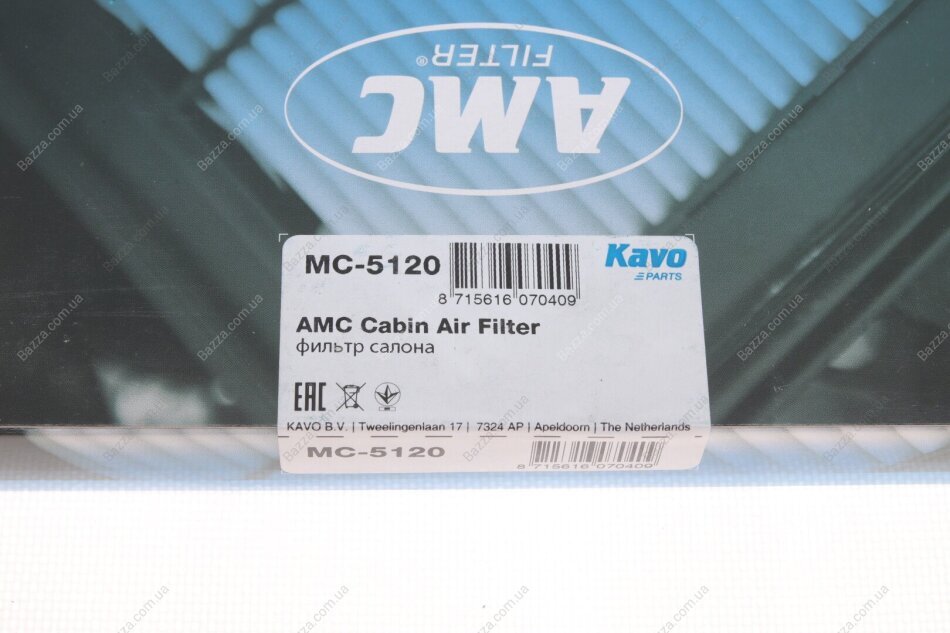 AMC
FILTER®
MC-5120
8 715616 070409
Kavo
PARTS
AMC Cabin Air Filter
фильтр салона
EAC
KAVO B.V. | Tweelingenlaan 17 | 7324 AP | Apeldoorn | The Netherlands
MC-5120
8 715616 070409
Bazza.com.ua